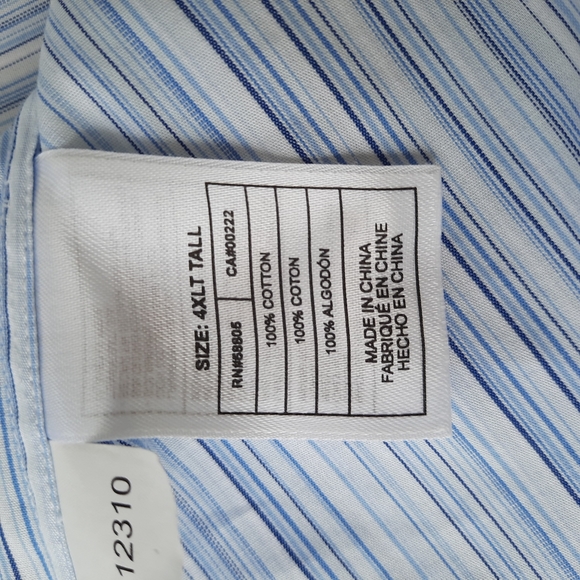 SIZE: 4XLT TALL
RN#68805 CA#00222
100% COTTON
100% COTON
100% ALGODÓN
MADE IN CHINA
FABRIQUÉ EN CHINE
HECHO EN CHINA
12310